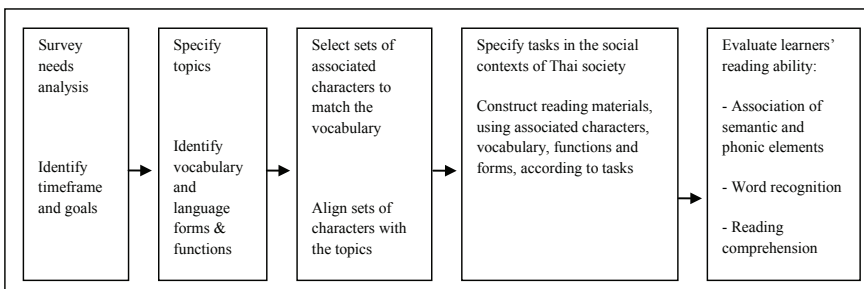 Survey
needs
analysis
Identify
timeframe
and goals
Specify
topics
Identify
vocabulary
and
language
forms &
functions
Select sets of
associated
characters to
match the
vocabulary
Align sets of
characters with
the topics
Specify tasks in the social
contexts of Thai society
Construct reading materials,
using associated characters,
vocabulary, functions and
forms, according to tasks
Evaluate learners’
reading ability:
- Association of
semantic and
phonic elements
- Word recognition
- Reading
comprehension